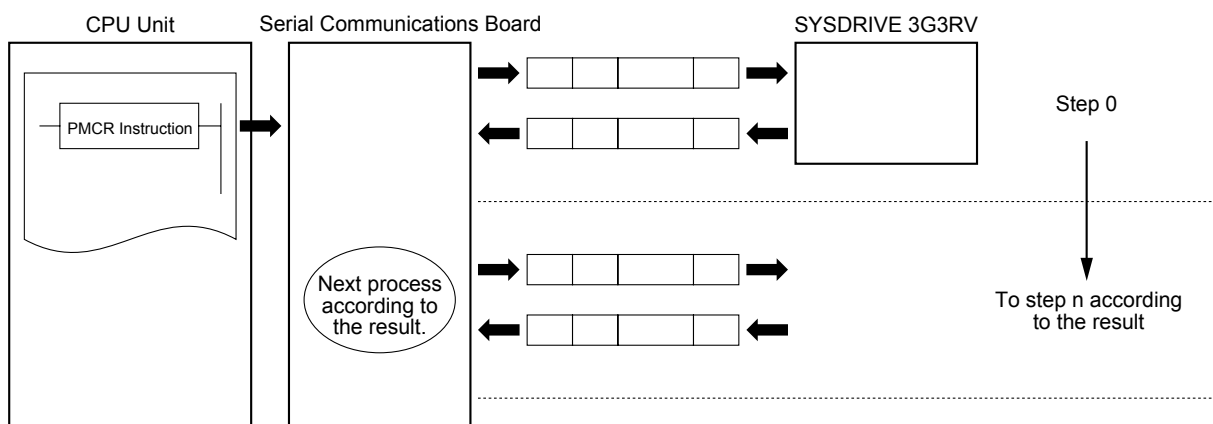 CPU Unit
Serial Communications Board
SYSDRIVE 3G3RV
PMCR Instruction
Step 0
Next process
according to
the result.
To step n according
to the result